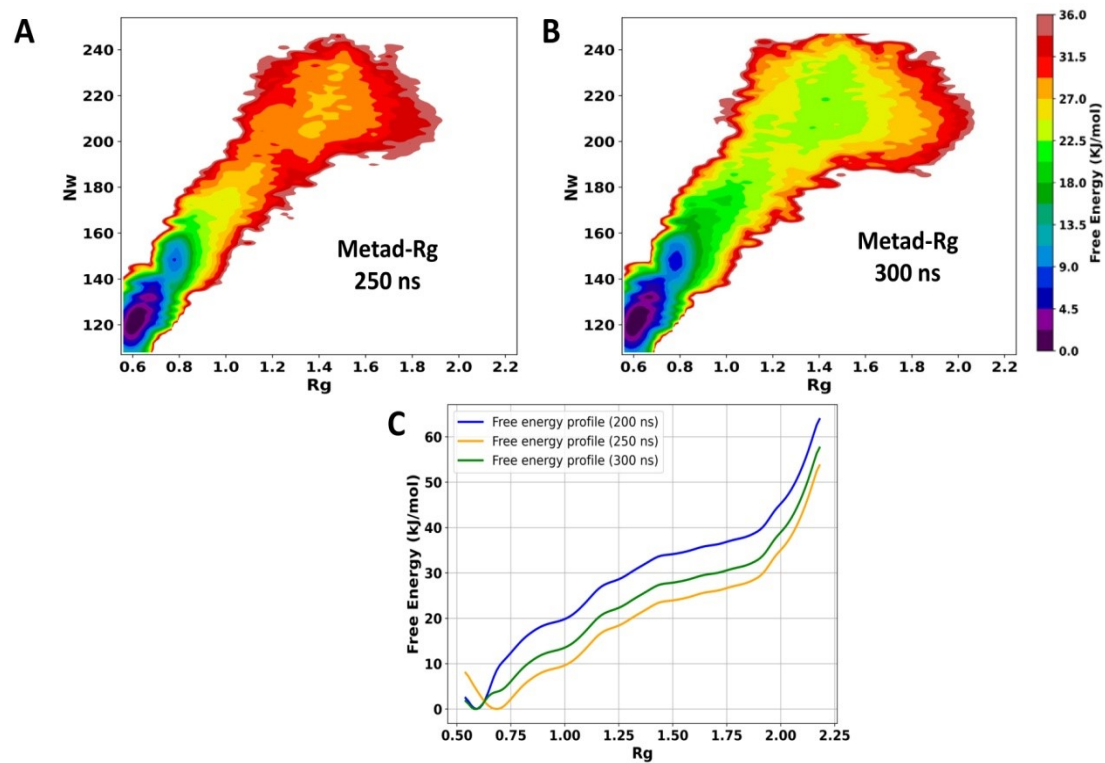 A
240
220
200
180
160
140
120
Nw
0.6 0.8 1.0 1.2 1.4 1.6 1.8 2.0 2.2
Rg
Metad-Rg
250 ns
B
240
220
200
180
160
140
120
Nw
0.6 0.8 1.0 1.2 1.4 1.6 1.8 2.0 2.2
Rg
Metad-Rg
300 ns
36.0
31.5
27.0
22.5
18.0
13.5
9.0
4.5
0.0
Free Energy (KJ/mol)
C
Free energy profile (200 ns)
Free energy profile (250 ns)
Free energy profile (300 ns)
60
50
40
30
20
10
0
Free Energy (kJ/mol)
0.50 0.75 1.00 1.25 1.50 1.75 2.00 2.25
Rg